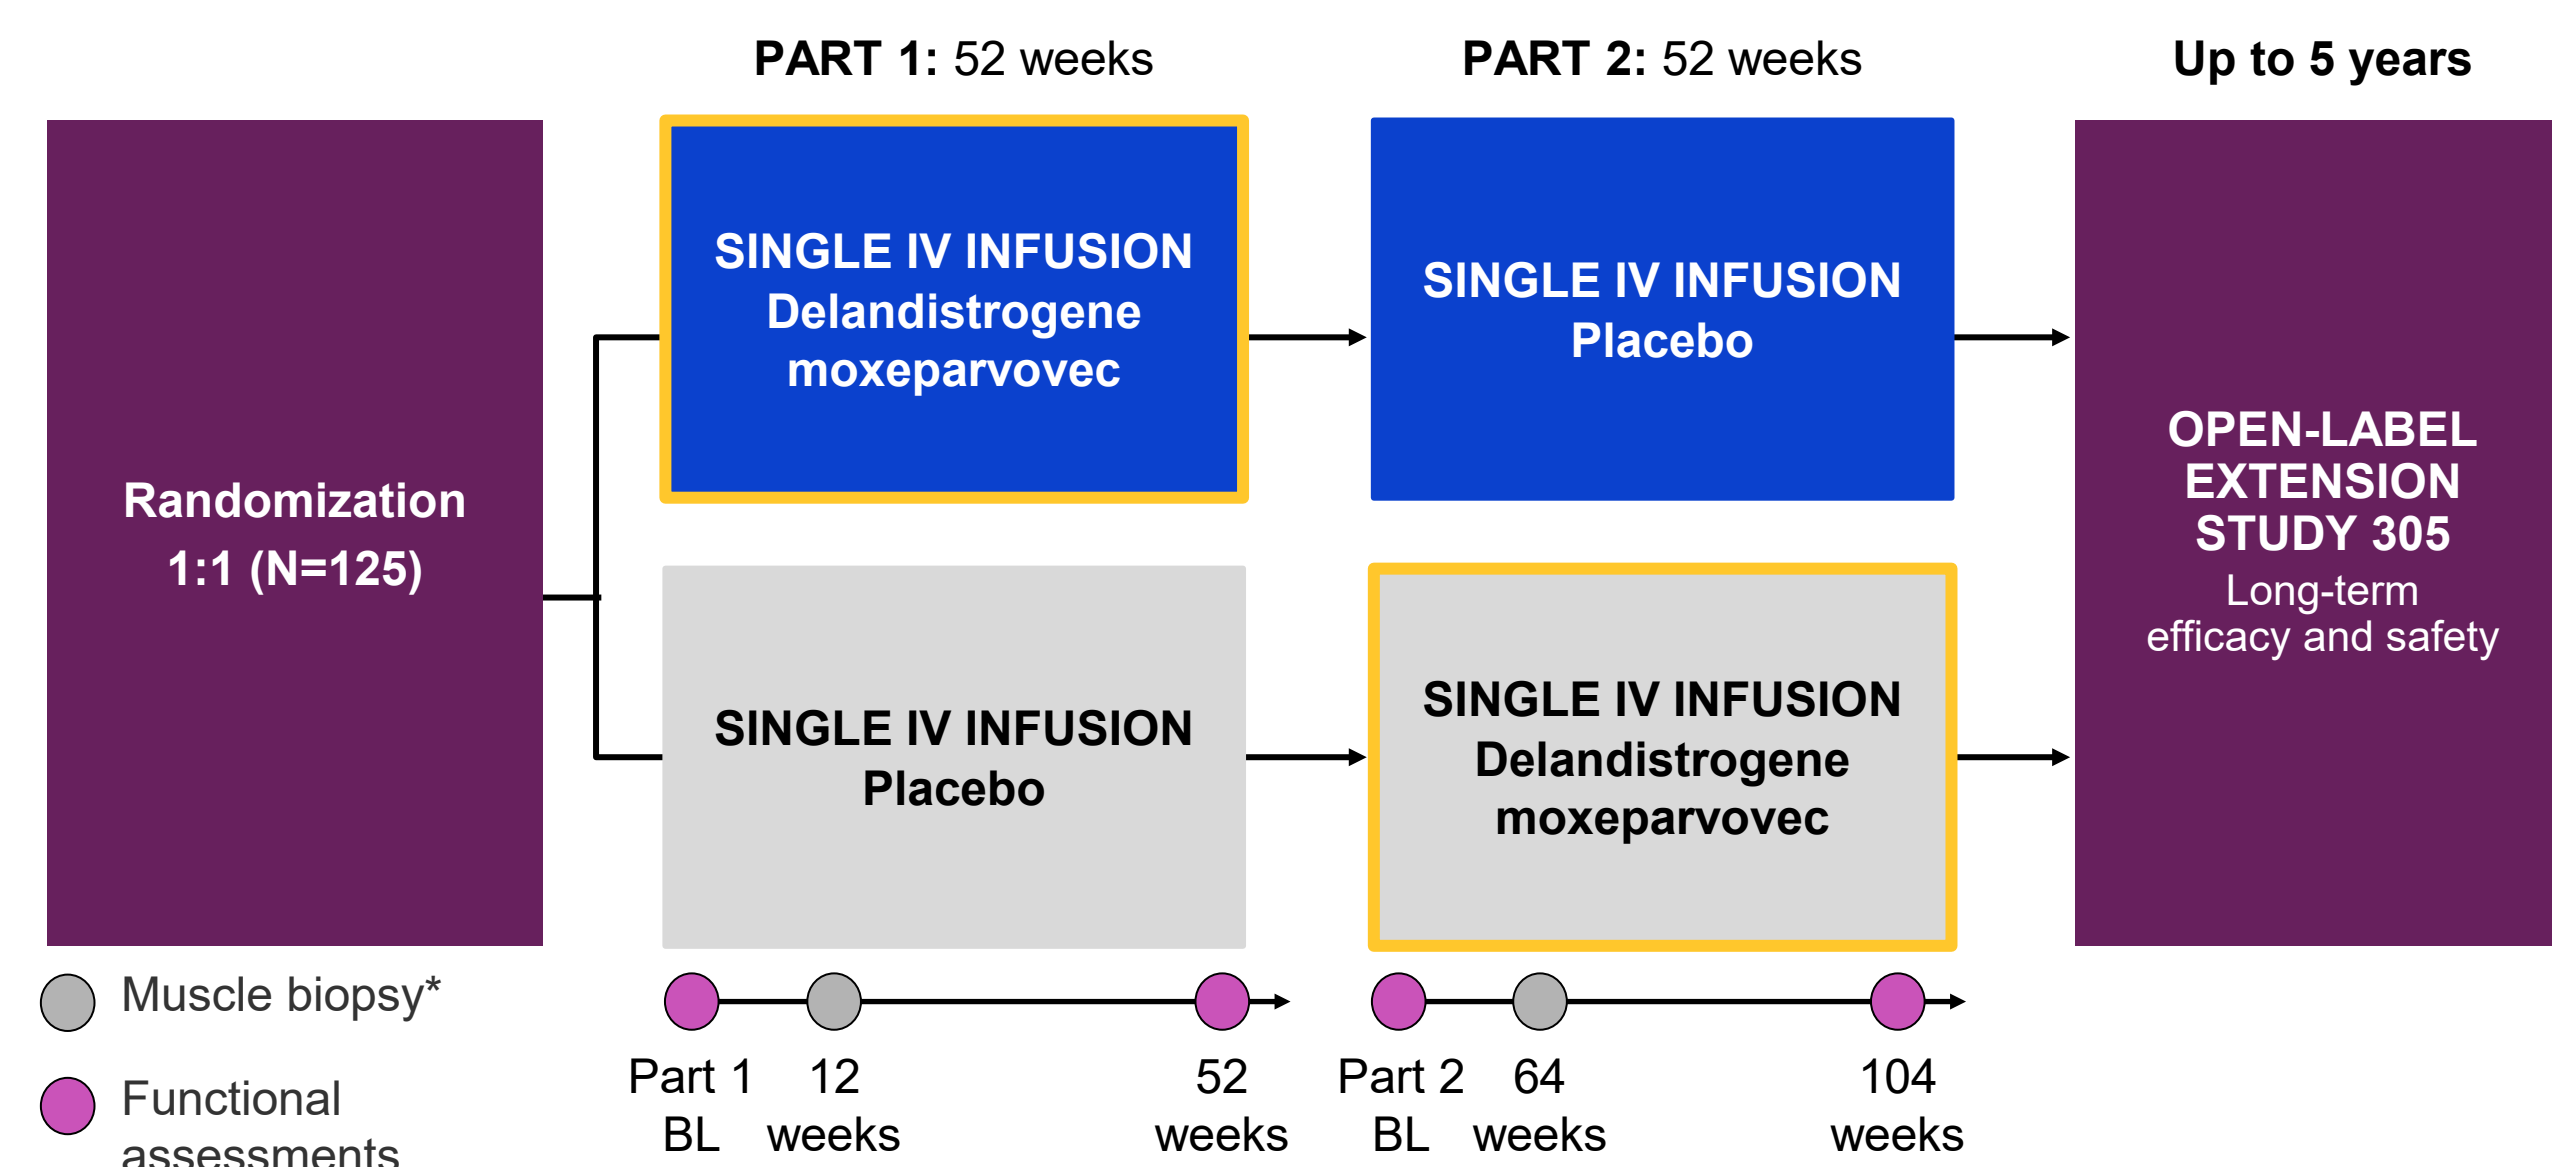 PART 1: 52 weeks
PART 2: 52 weeks
Up to 5 years
Randomization
1:1 (N=125)
SINGLE IV INFUSION
Delandistrogene
moxeparvovec
SINGLE IV INFUSION
Placebo
SINGLE IV INFUSION
Placebo
SINGLE IV INFUSION
Delandistrogene
moxeparvovec
OPEN-LABEL
EXTENSION
STUDY 305
Long-term
efficacy and safety
Muscle biopsy*
Functional
assessments
Part 1
BL
12
weeks
52
weeks
Part 2
BL
64
weeks
104
weeks